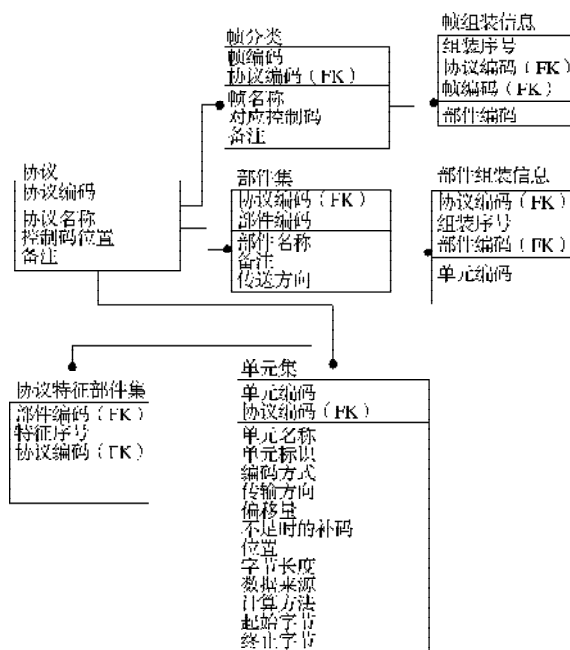 帧分类
帧编码
协议编码（FK）
帧名称
对应控制码
备注
帧组装信息
组装序号
协议编码（FK）
帧编码（FK）
部件编码
协议
协议编码
协议名称
控制码位置
备注
部件集
协议编码（FK）
部件编码
部件名称
备注
传送方向
部件组装信息
协议编码（FK）
组装序号
部件编码（FK）
单元编码
协议特征部件集
部件编码（FK）
特征序号
协议编码（FK）
单元集
单元编码
协议编码（FK）
单元名称
单元标识
编码方式
传输方向
偏移量
不足时的补码
位置
字节长度
数据来源
计算方法
起始字节
终止字节